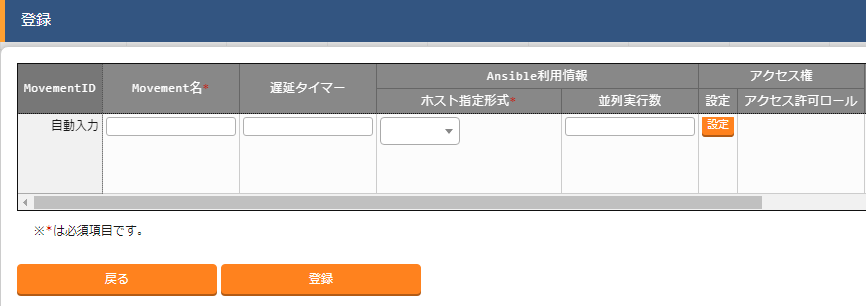 登録
MovementID Movement名* 遅延タイマー Ansible利用情報 アクセス権
ホスト指定形式* 並列実行数 設定 アクセス許可ロール
自動入力 設定
※*は必須項目です。
戻る 登録